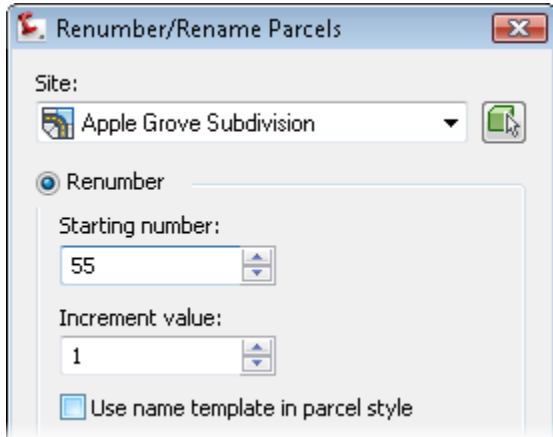 Renumber/Rename Parcels
Site:
Apple Grove Subdivision
Renumber
Starting number:
55
Increment value:
1
Use name template in parcel style